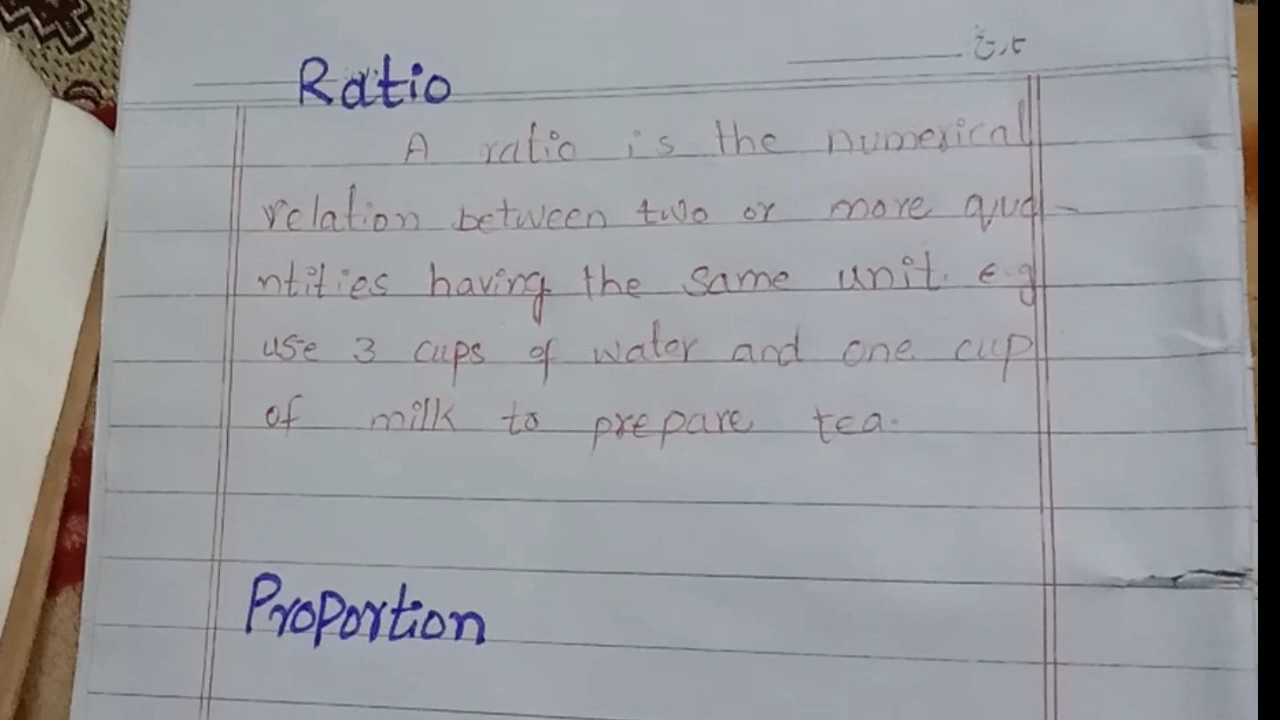 Ratio
A ratio is the numerical
relation between two or more qua-
ntities having the same unit. e.g
use 3 cups of water and one cup
of milk to prepare tea.
Proportion